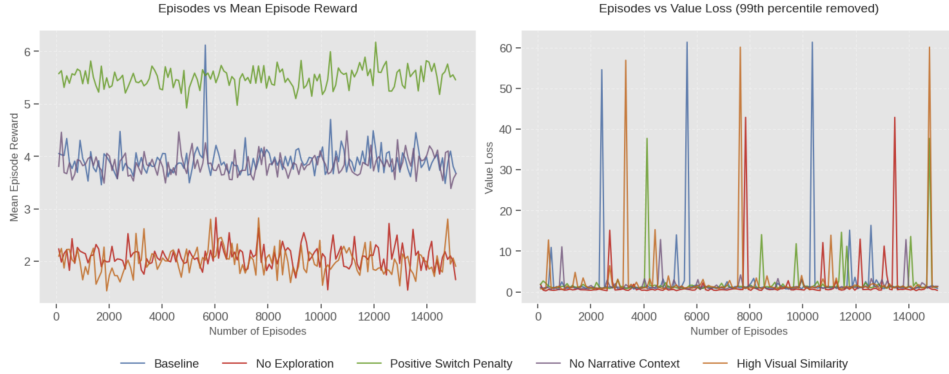 Episodes vs Mean Episode Reward
6
5
4
3
2
Mean Episode Reward
0 2000 4000 6000 8000 10000 12000 14000
Number of Episodes
Episodes vs Value Loss (99th percentile removed)
60
50
40
30
20
10
0
Value Loss
0 2000 4000 6000 8000 10000 12000 14000
Number of Episodes
Baseline No Exploration Positive Switch Penalty No Narrative Context High Visual Similarity